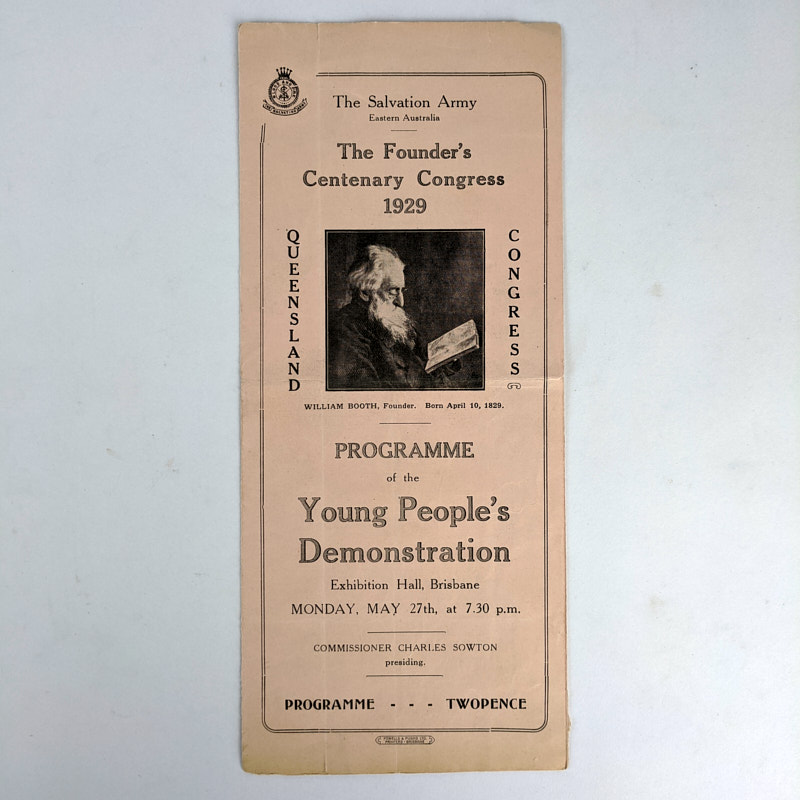 The Salvation Army
Eastern Australia
The Founder's
Centenary Congress
1929
QUEENSLAND
CONGRESS
WILLIAM BOOTH, Founder. Born April 10, 1829.
PROGRAMME
of the
Young People's
Demonstration
Exhibition Hall, Brisbane
MONDAY, MAY 27th, at 7.30 p.m.
COMMISSIONER CHARLES SOWTON
presiding.
PROGRAMME - - - TWOPENCE
PRINTERS - BRISBANE